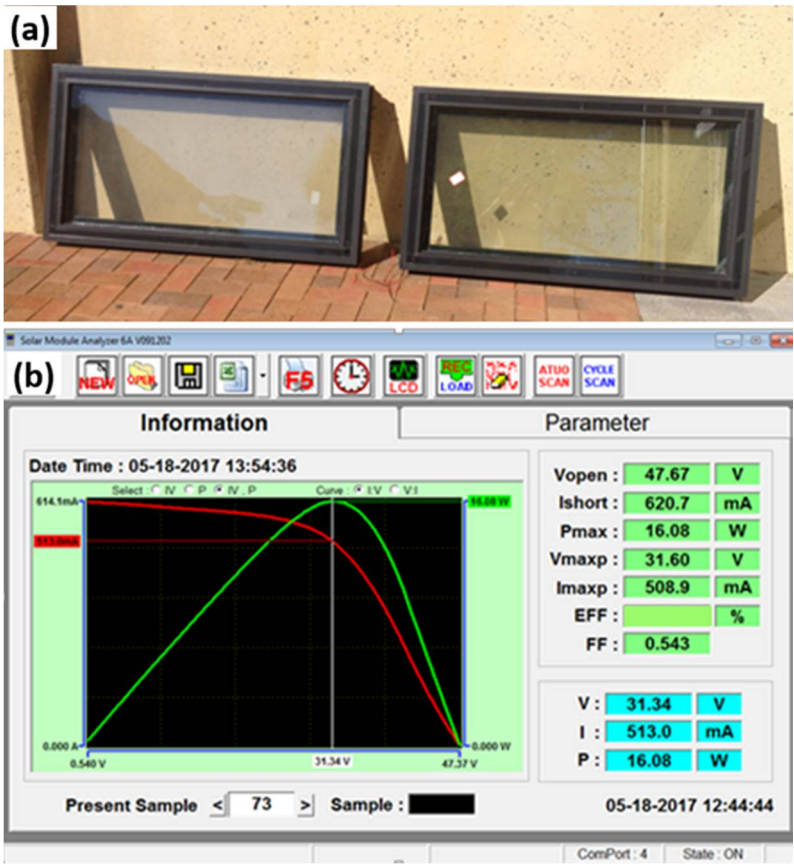 (a)
Solar Module Analyzer 6A V091202
(b)
NEW OPEN F5 LCD REC LOAD ATUO SCAN CYCLE SCAN
Information Parameter
Date Time : 05-18-2017 13:54:36
Select : IV P IV , P Curve : I:V V:I
614.1mA 16.08 W
513.0mA
0.000 A 0.000 W
0.540 V 31.34 V 47.37 V
Vopen : 47.67 V
Ishort : 620.7 mA
Pmax : 16.08 W
Vmaxp : 31.60 V
Imaxp : 508.9 mA
EFF : %
FF : 0.543
V : 31.34 V
I : 513.0 mA
P : 16.08 W
Present Sample < 73 > Sample :
05-18-2017 12:44:44
ComPort : 4 State : ON